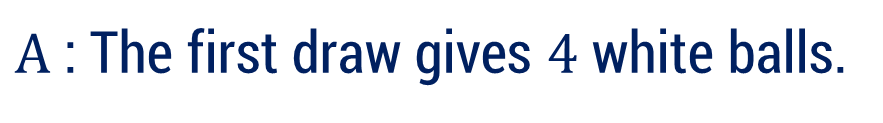 A : The first draw gives 4 white balls.